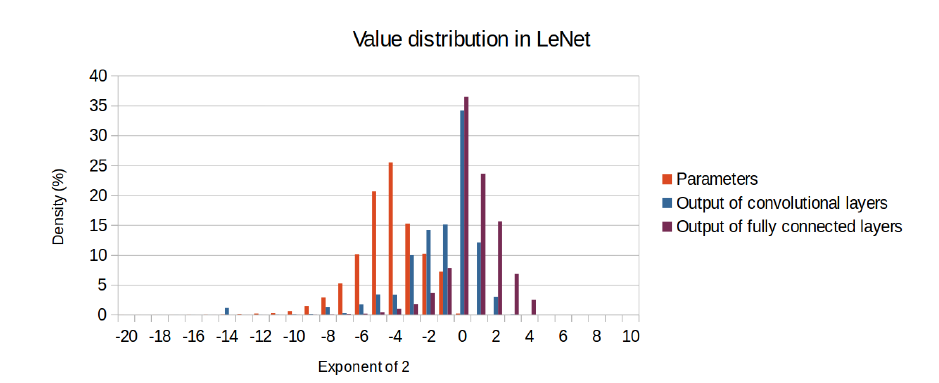 Value distribution in LeNet
40
35
30
25
20
15
10
5
0
Density (%)
-20 -18 -16 -14 -12 -10 -8 -6 -4 -2 0 2 4 6 8 10
Exponent of 2
Parameters
Output of convolutional layers
Output of fully connected layers